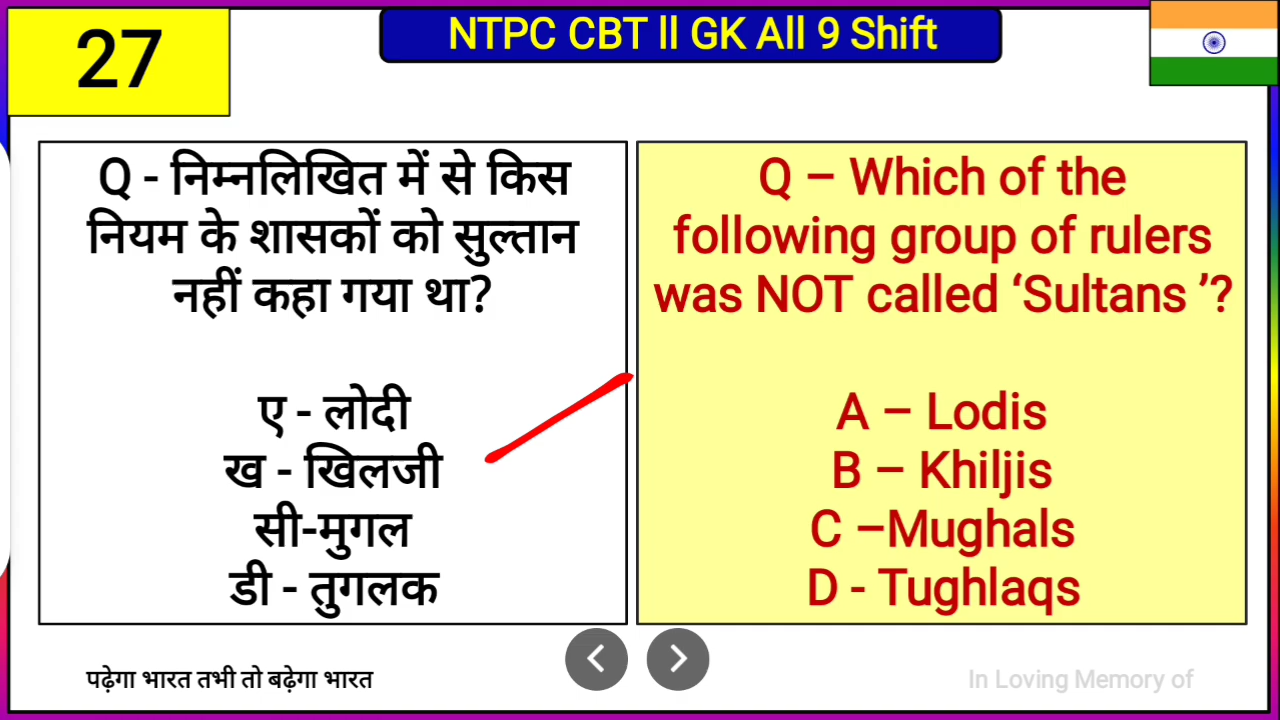 27
NTPC CBT ll GK All 9 Shift
Q - निम्नलिखित में से किस
नियम के शासकों को सुल्तान
नहीं कहा गया था?
ए - लोदी
ख - खिलजी
सी-मुगल
डी - तुगलक
Q – Which of the
following group of rulers
was NOT called ‘Sultans ’?
A – Lodis
B – Khiljis
C –Mughals
D - Tughlaqs
पढ़ेगा भारत तभी तो बढ़ेगा भारत
In Loving Memory of